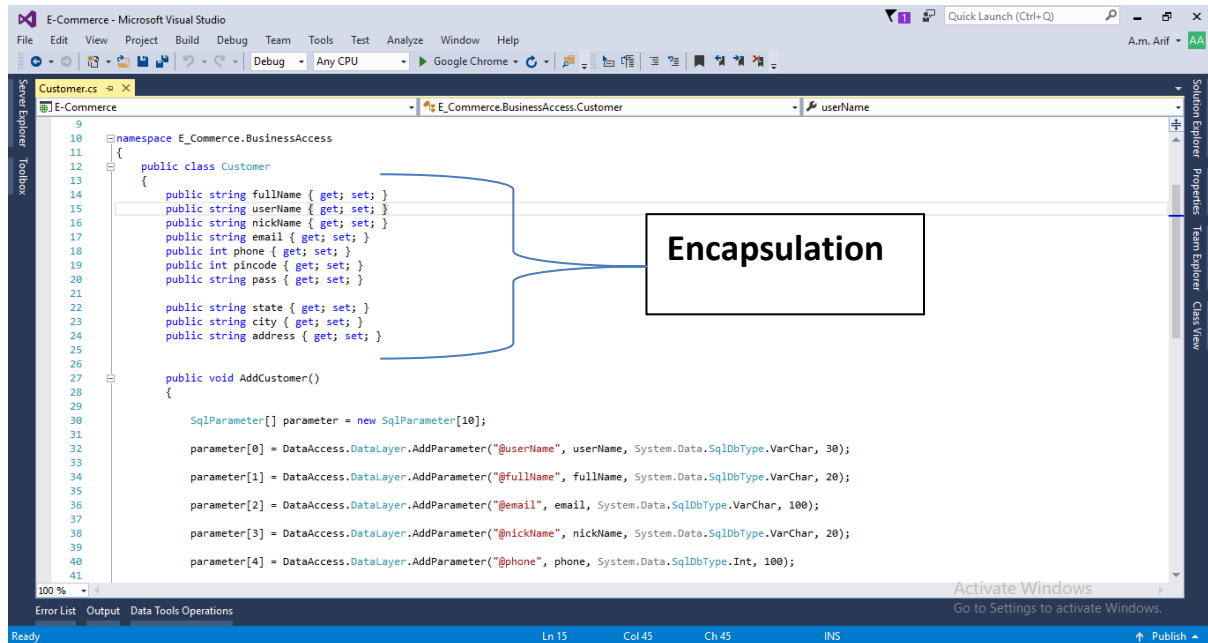 E-Commerce - Microsoft Visual Studio
1
Quick Launch (Ctrl+Q)
File Edit View Project Build Debug Team Tools Test Analyze Window Help
A.m. Arif AA
Debug Any CPU Google Chrome
Server Explorer
Toolbox
Customer.cs
E-Commerce E_Commerce.BusinessAccess.Customer userName
9
10 namespace E_Commerce.BusinessAccess
11 {
12 public class Customer
13 {
14 public string fullName { get; set; }
15 public string userName { get; set; }
16 public string nickName { get; set; }
17 public string email { get; set; }
18 public int phone { get; set; }
19 public int pincode { get; set; }
20 public string pass { get; set; }
21
22 public string state { get; set; }
23 public string city { get; set; }
24 public string address { get; set; }
25
26
27 public void AddCustomer()
28 {
29
30 SqlParameter[] parameter = new SqlParameter[10];
31
32 parameter[0] = DataAccess.DataLayer.AddParameter("@userName", userName, System.Data.SqlDbType.VarChar, 30);
33
34 parameter[1] = DataAccess.DataLayer.AddParameter("@fullName", fullName, System.Data.SqlDbType.VarChar, 20);
35
36 parameter[2] = DataAccess.DataLayer.AddParameter("@email", email, System.Data.SqlDbType.VarChar, 100);
37
38 parameter[3] = DataAccess.DataLayer.AddParameter("@nickName", nickName, System.Data.SqlDbType.VarChar, 20);
39
40 parameter[4] = DataAccess.DataLayer.AddParameter("@phone", phone, System.Data.SqlDbType.Int, 100);
41
Encapsulation
Solution Explorer
Properties
Team Explorer
Class View
100 %
Activate Windows
Go to Settings to activate Windows.
Error List Output Data Tools Operations
Ready Ln 15 Col 45 Ch 45 INS Publish